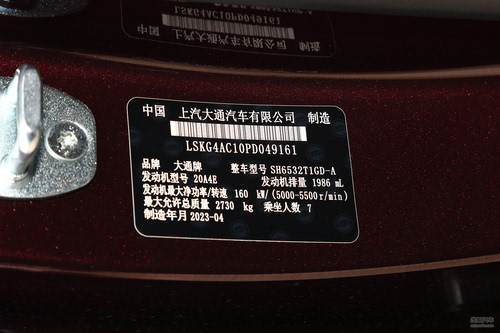 中国 上汽大通汽车有限公司 制造
LSKG4AC10PD049161
品牌 大通牌 整车型号 SH6532T1GD-A
发动机型号 20A4E 发动机排量 1986 mL
发动机最大净功率/转速 160 kW/(5000-5500r/min)
最大允许总质量 2730 kg 乘坐人数 7
制造年月 2023-04